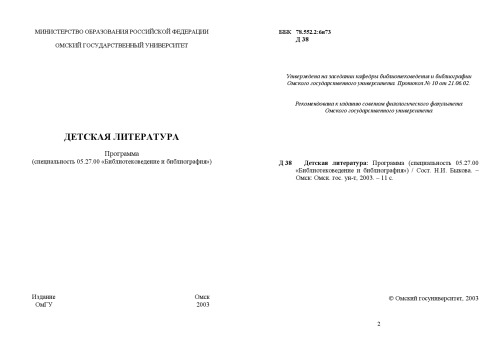 МИНИСТЕРСТВО ОБРАЗОВАНИЯ РОССИЙСКОЙ ФЕДЕРАЦИИ
ОМСКИЙ ГОСУДАРСТВЕННЫЙ УНИВЕРСИТЕТ
ДЕТСКАЯ ЛИТЕРАТУРА
Программа
(специальность 05.27.00 «Библиотековедение и библиография»)
Издание Омск
ОмГУ 2003
ББК 78.552.2:6я73
Д 38
Утверждена на заседании кафедры библиотековедения и библиографии
Омского государственного университета. Протокол № 10 от 21.06.02.
Рекомендована к изданию советом филологического факультета
Омского государственного университета
Д 38 Детская литература: Программа (специальность 05.27.00
«Библиотековедение и библиография») / Сост. Н.И. Быкова. –
Омск: Омск. гос. ун-т, 2003. – 11 с.
© Омский госуниверситет, 2003
2